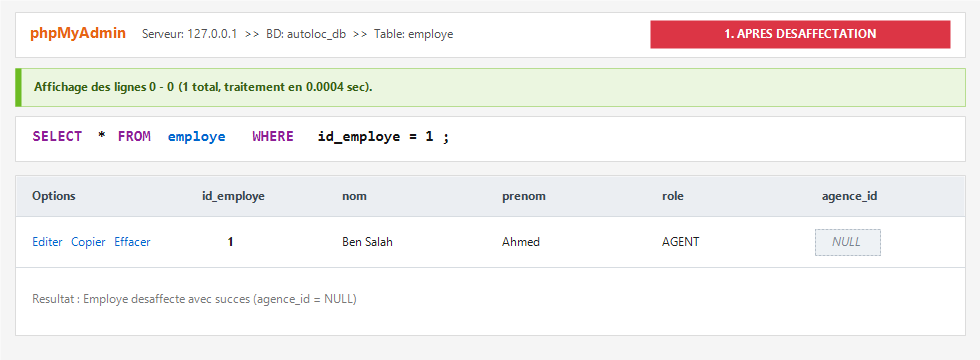 phpMyAdmin Serveur: 127.0.0.1 >> BD: autoloc_db >> Table: employe 1. APRES DESAFFECTATION
Affichage des lignes 0 - 0 (1 total, traitement en 0.0004 sec).
SELECT * FROM employe WHERE id_employe = 1 ;
Options id_employe nom prenom role agence_id
Editer Copier Effacer 1 Ben Salah Ahmed AGENT NULL
Resultat : Employe desaffecte avec succes (agence_id = NULL)